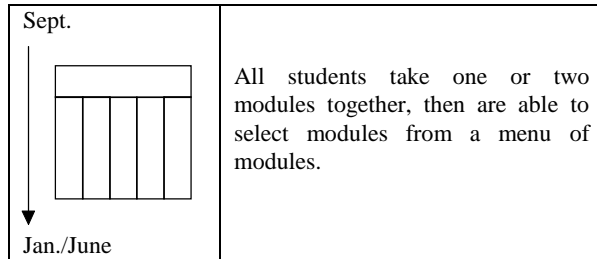 Sept.
All students take one or two
modules together, then are able to
select modules from a menu of
modules.
Jan./June